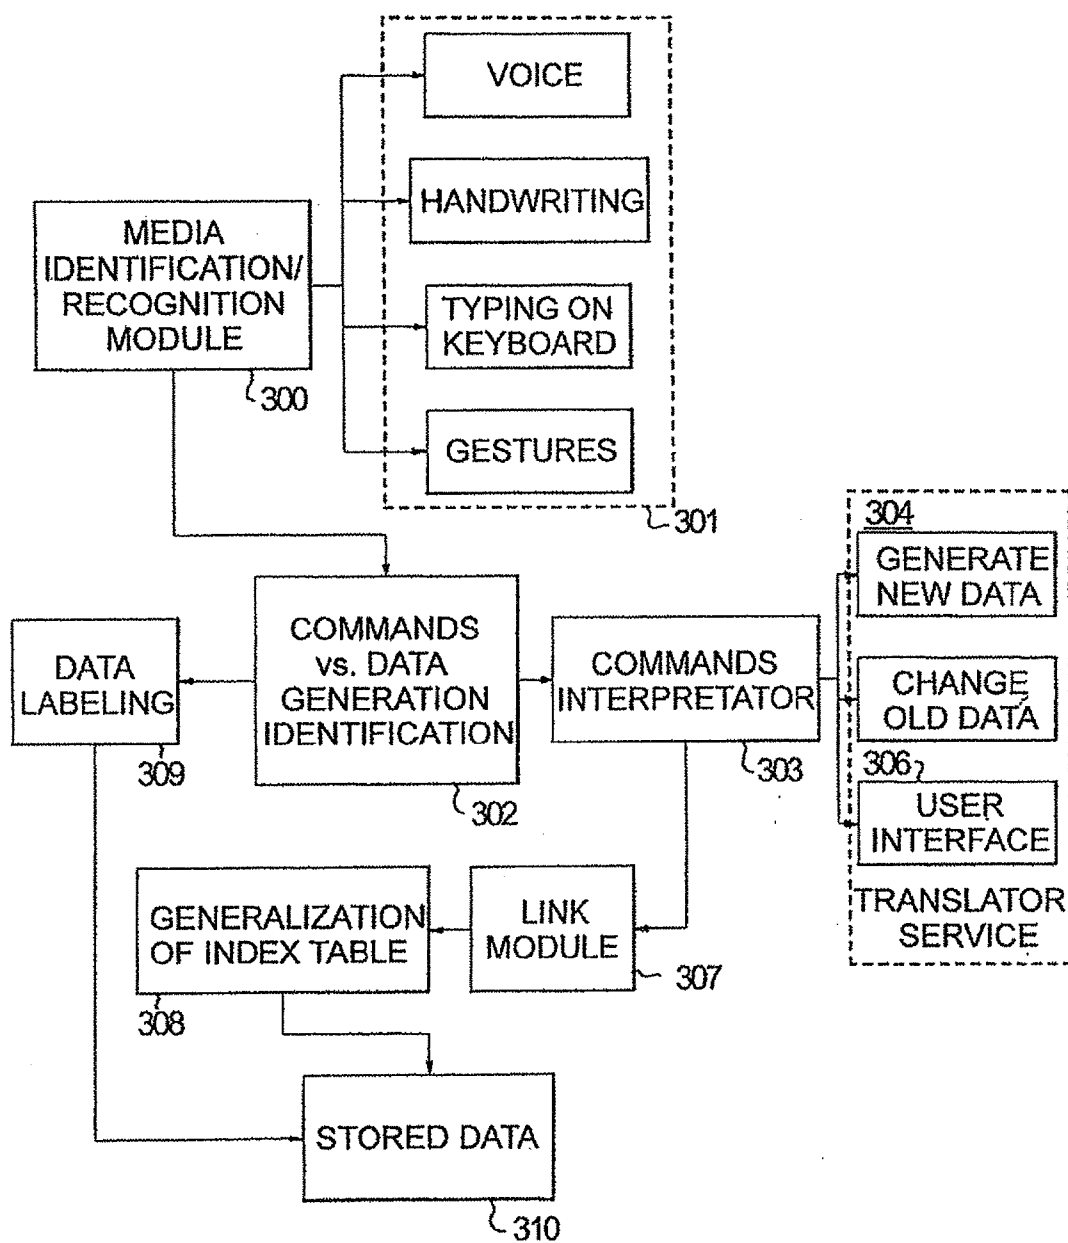 VOICE
HANDWRITING
MEDIA
IDENTIFICATION/
RECOGNITION
MODULE
300
TYPING ON
KEYBOARD
GESTURES
301
304
GENERATE
NEW DATA
COMMANDS
vs. DATA
GENERATION
IDENTIFICATION
302
DATA
LABELING
309
COMMANDS
INTERPRETATOR
303
CHANGE
OLD DATA
306
USER
INTERFACE
TRANSLATOR
SERVICE
GENERALIZATION
OF INDEX TABLE
308
LINK
MODULE
307
STORED DATA
310